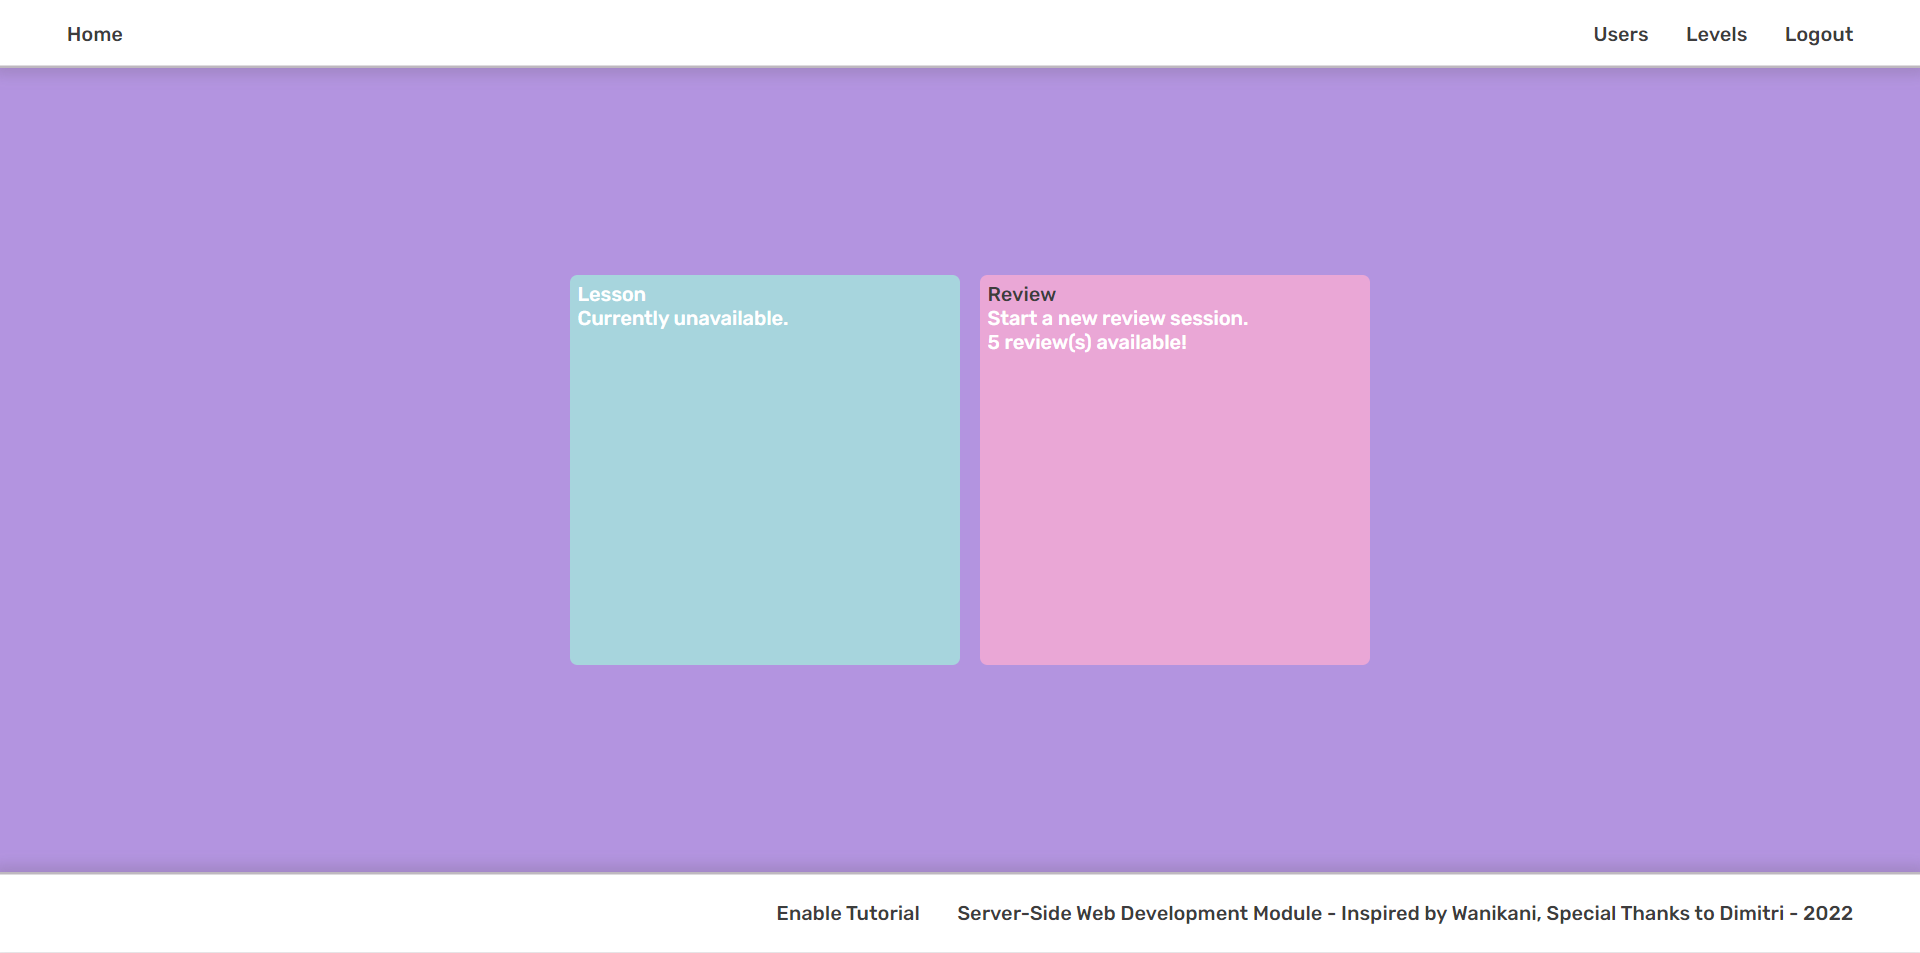 Home Users Levels Logout
Lesson
Currently unavailable.
Review
Start a new review session.
5 review(s) available!
Enable Tutorial Server-Side Web Development Module - Inspired by Wanikani, Special Thanks to Dimitri - 2022